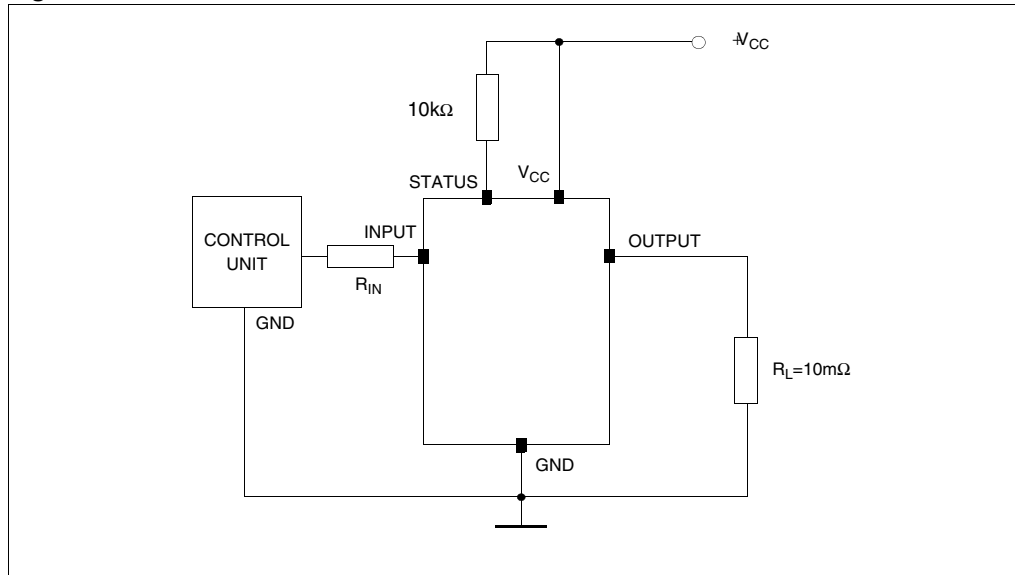 +VCC
10kΩ
STATUS
VCC
INPUT
OUTPUT
CONTROL
UNIT
RIN
GND
RL=10mΩ
GND